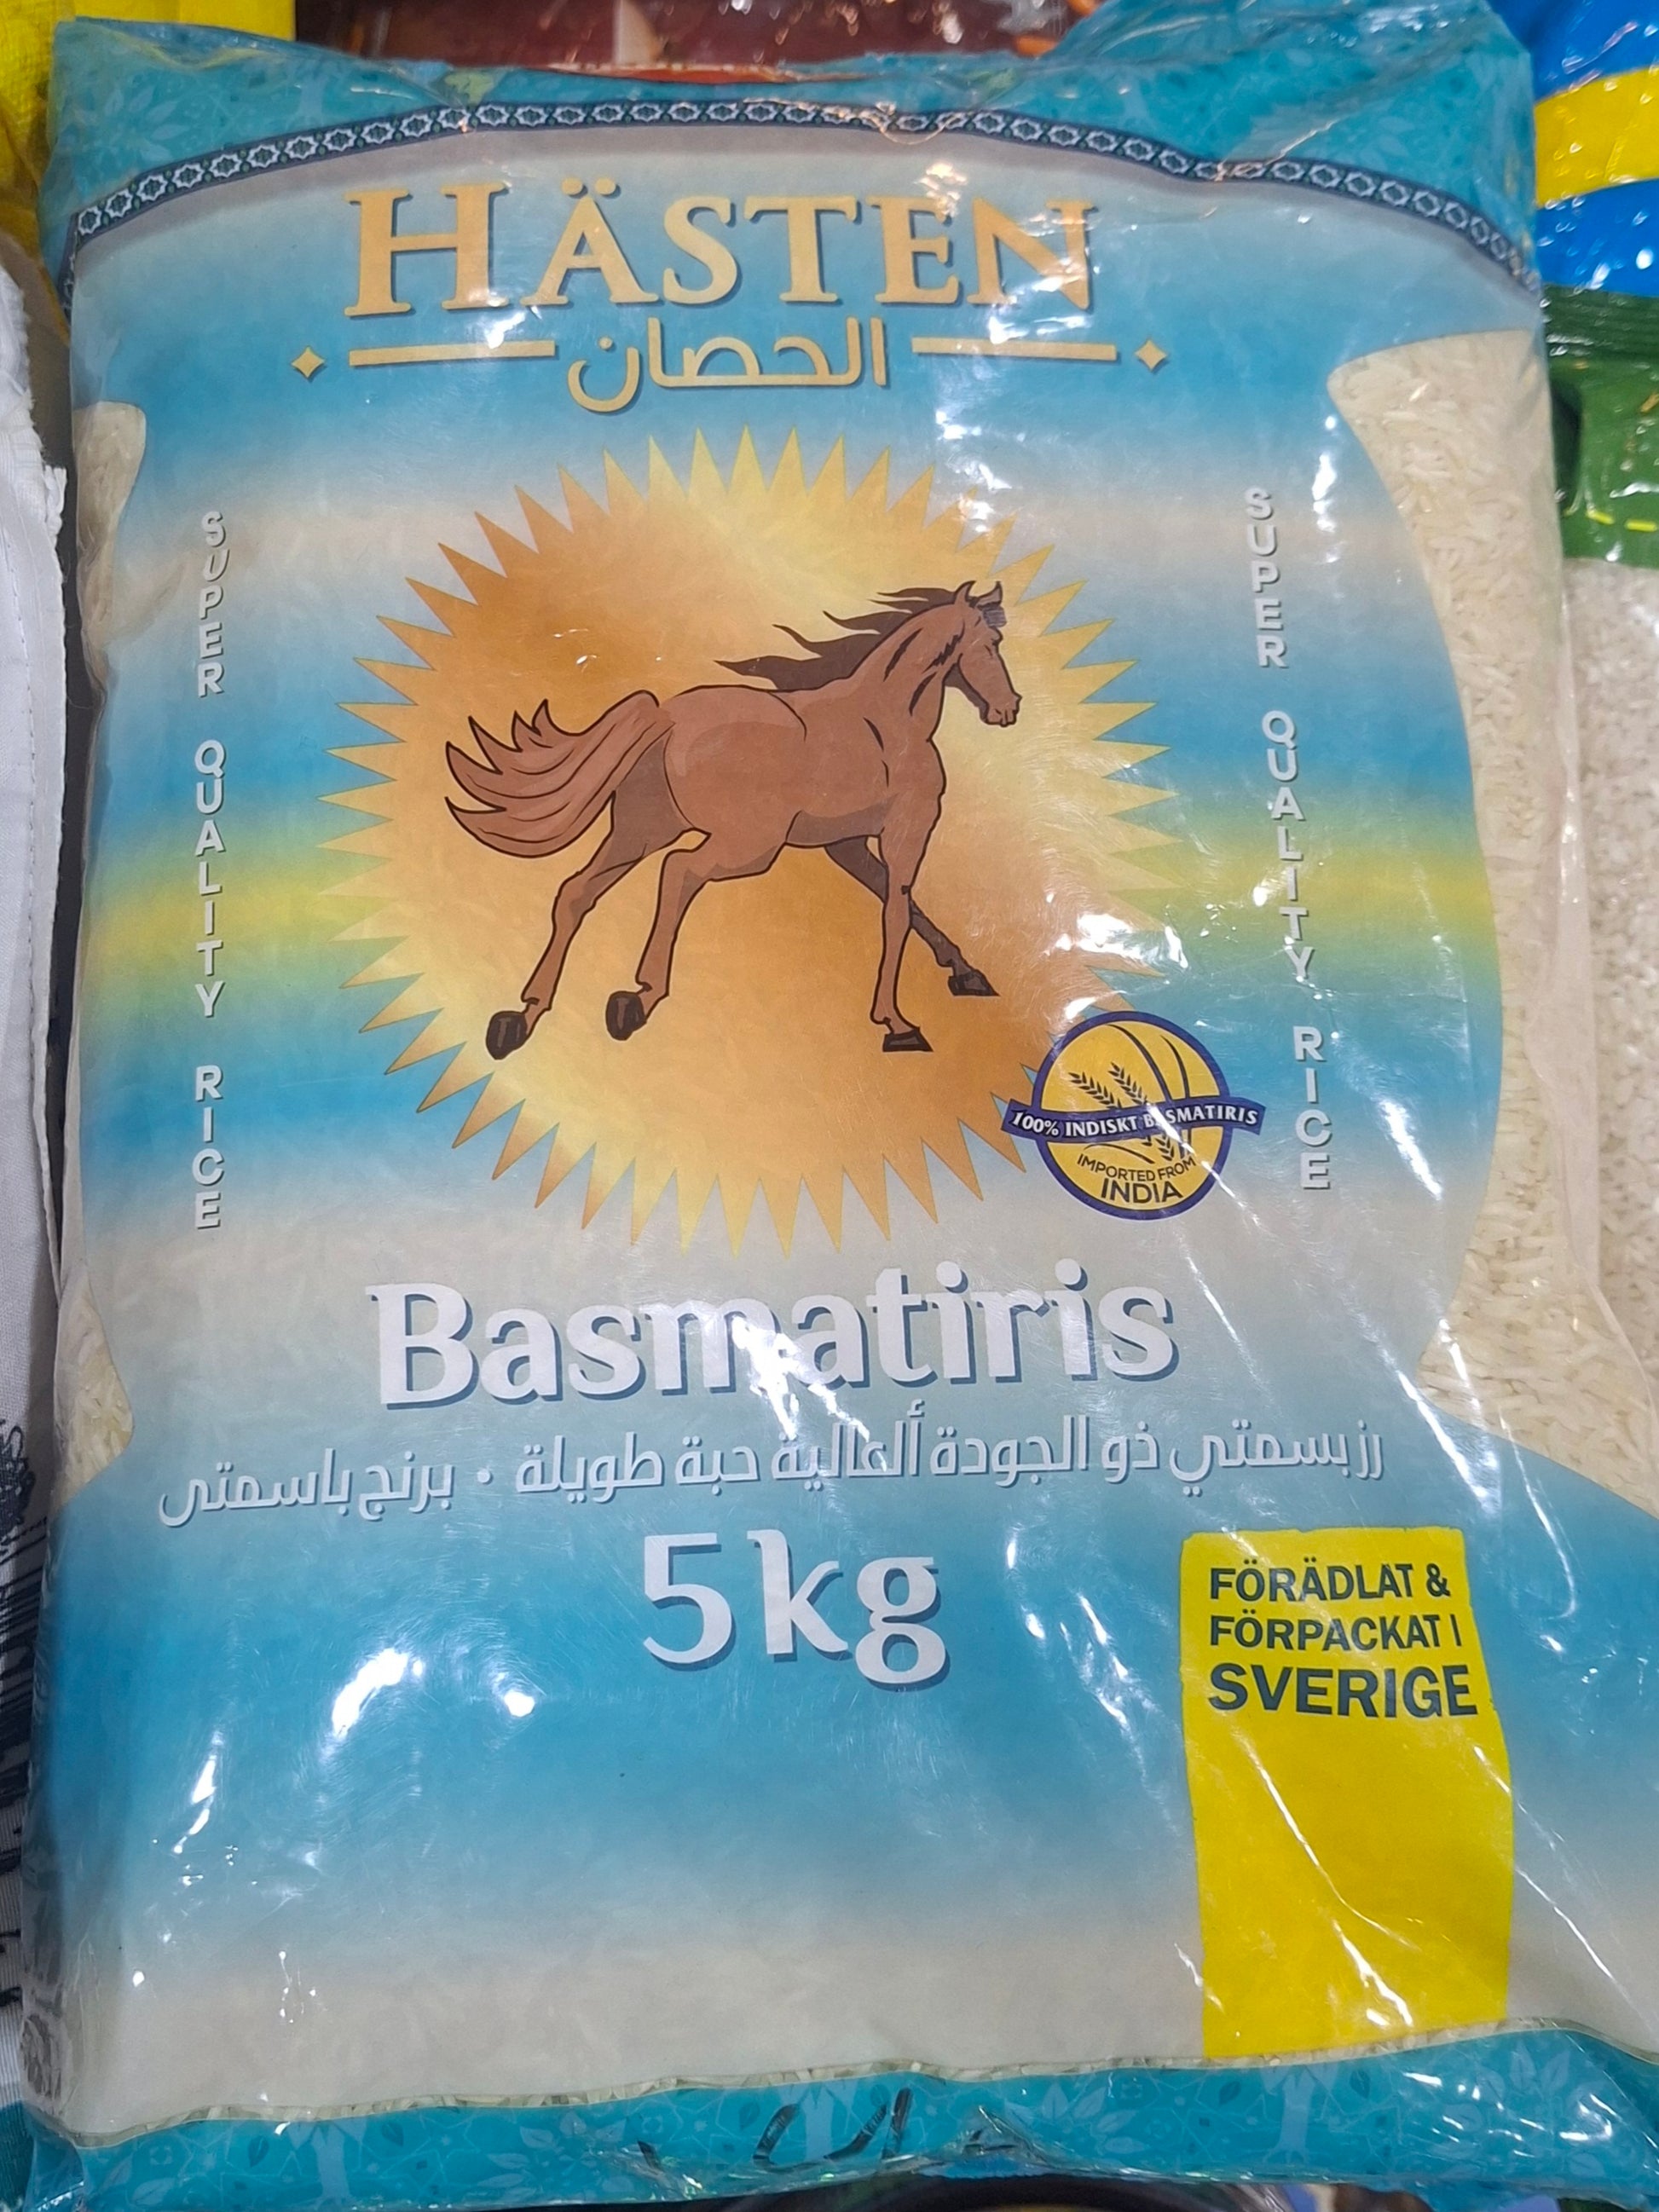 HÄSTEN
الحصان
SUPER QUALITY RICE
SUPER QUALITY RICE
100% INDISKT BASMATIRIS
IMPORTED FROM
INDIA
Basmatiris
رز بسمتي ذو الجودة ألعالية حبة طويلة • برنج باسمتی
5kg
FÖRÄDLAT &
FÖRPACKAT I
SVERIGE